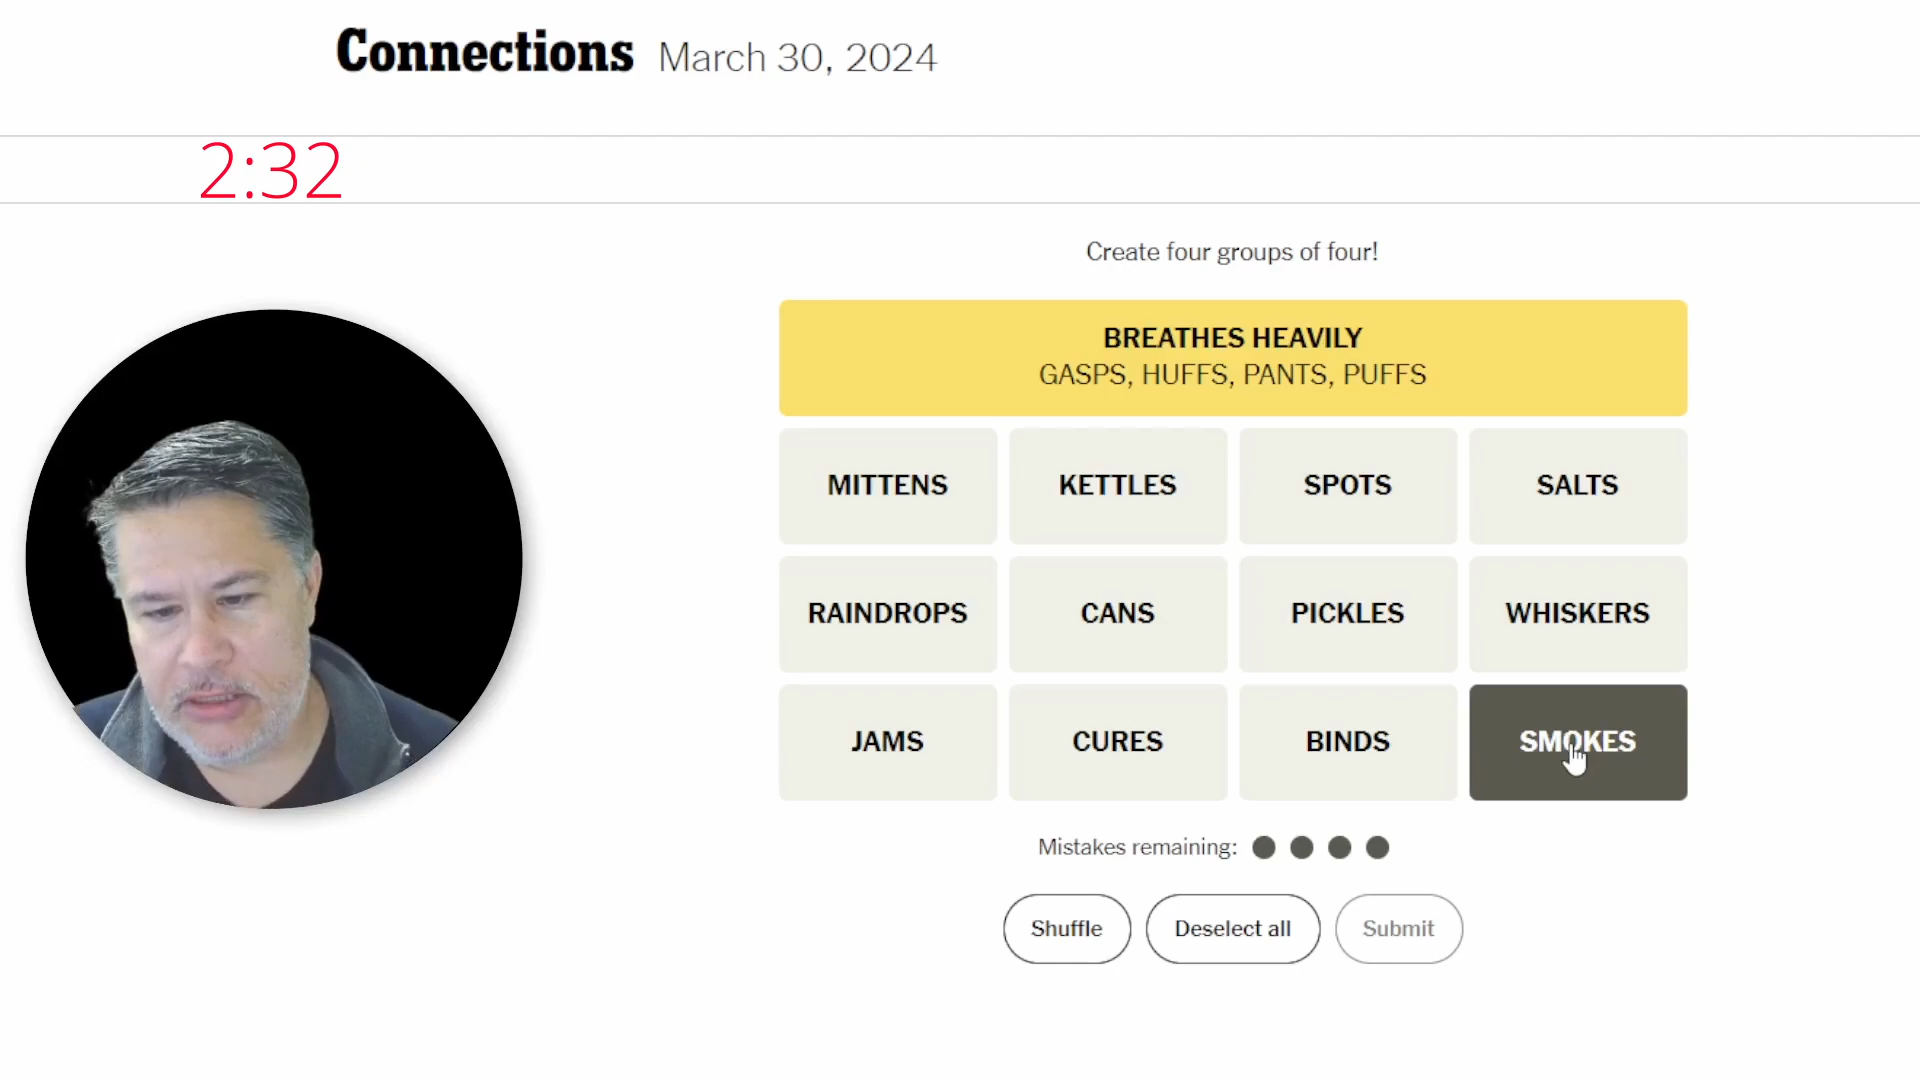 Connections March 30, 2024
2:32
Create four groups of four!
BREATHES HEAVILY
GASPS, HUFFS, PANTS, PUFFS
MITTENS KETTLES SPOTS SALTS
RAINDROPS CANS PICKLES WHISKERS
JAMS CURES BINDS SMOKES
Mistakes remaining:
Shuffle Deselect all Submit